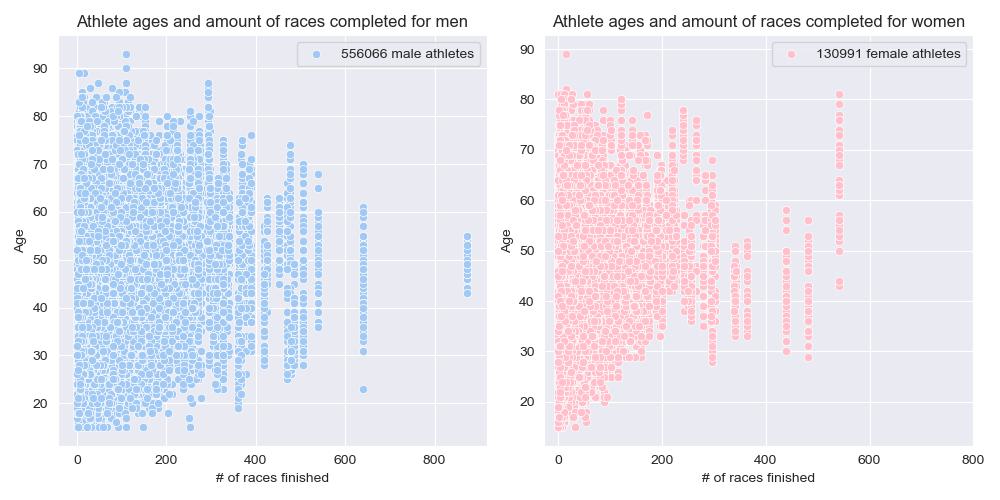 Athlete ages and amount of races completed for men
556066 male athletes
90
80
70
60
50
40
30
20
Age
0 200 400 600 800
# of races finished
Athlete ages and amount of races completed for women
130991 female athletes
90
80
70
60
50
40
30
20
Age
0 200 400 600 800
# of races finished